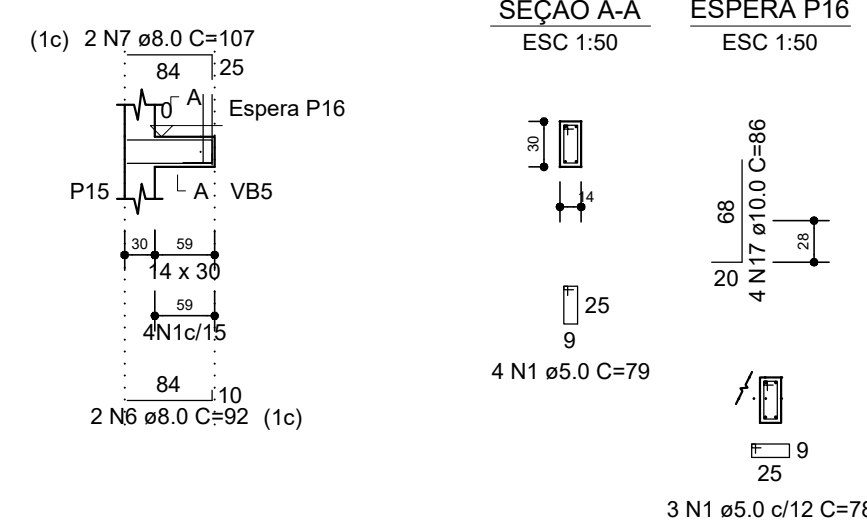 (1c) 2 N7 ø8.0 C=107
84
25
A
0
Espera P16
P15
A
VB5
30
59
14 x 30
59
4N1c/15
84
10
2 N6 ø8.0 C=92 (1c)
SEÇÃO A-A
ESC 1:50
30
14
25
9
4 N1 ø5.0 C=79
ESPERA P16
ESC 1:50
68
4 N17 ø10.0 C=86
28
20
9
25
3 N1 ø5.0 c/12 C=78